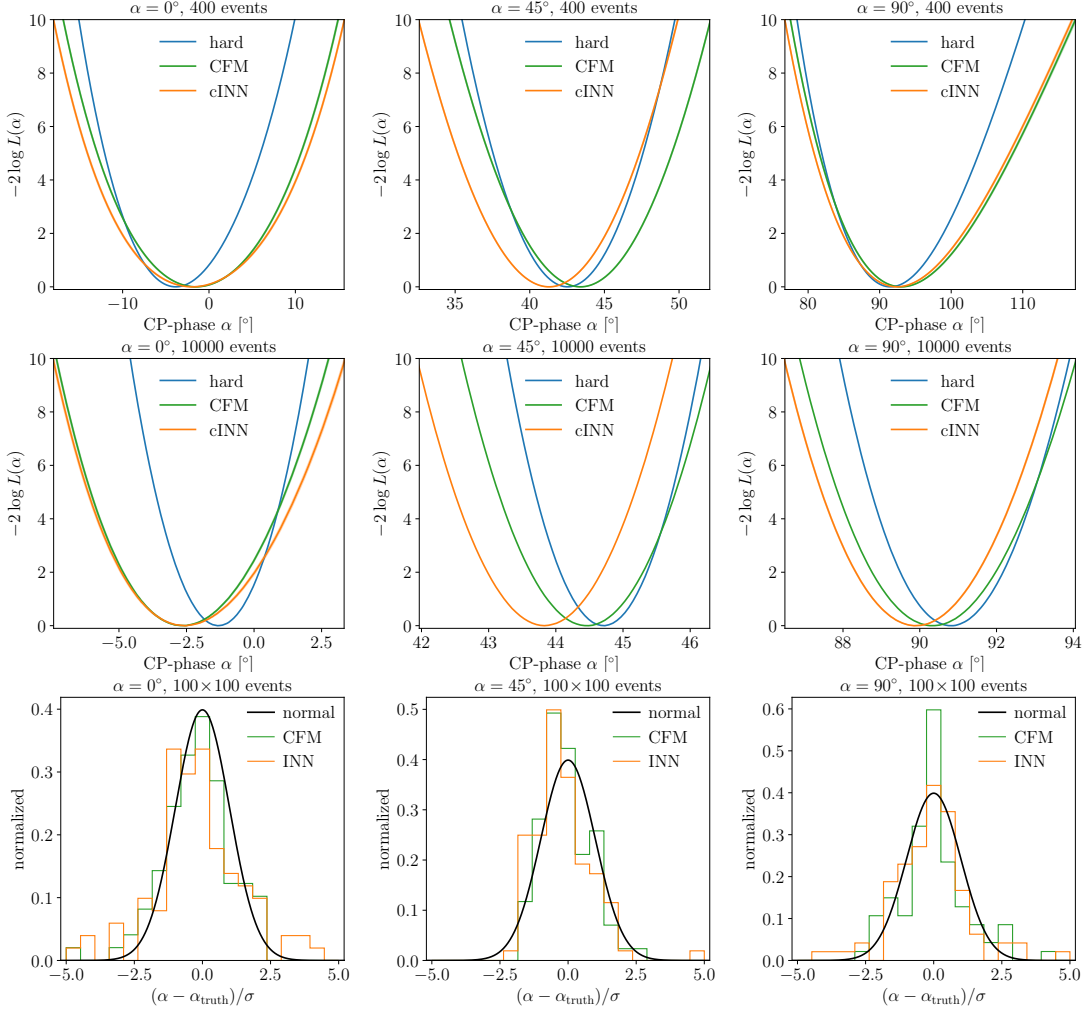 α = 0°, 400 events
α = 45°, 400 events
α = 90°, 400 events
10
8
6
4
2
0
−2 log L(α)
hard
CFM
cINN
−10
0
10
CP-phase α [°]
10
8
6
4
2
0
−2 log L(α)
hard
CFM
cINN
35
40
45
50
CP-phase α [°]
10
8
6
4
2
0
−2 log L(α)
hard
CFM
cINN
80
90
100
110
CP-phase α [°]
α = 0°, 10000 events
α = 45°, 10000 events
α = 90°, 10000 events
10
8
6
4
2
0
−2 log L(α)
hard
CFM
cINN
−5.0
−2.5
0.0
2.5
CP-phase α [°]
10
8
6
4
2
0
−2 log L(α)
hard
CFM
cINN
42
43
44
45
46
CP-phase α [°]
10
8
6
4
2
0
−2 log L(α)
hard
CFM
cINN
88
90
92
94
CP-phase α [°]
α = 0°, 100×100 events
α = 45°, 100×100 events
α = 90°, 100×100 events
0.4
0.3
0.2
0.1
0.0
normalized
normal
CFM
INN
−5.0
−2.5
0.0
2.5
5.0
(α − α_truth)/σ
0.5
0.4
0.3
0.2
0.1
0.0
normalized
normal
CFM
INN
−5.0
−2.5
0.0
2.5
5.0
(α − α_truth)/σ
0.6
0.5
0.4
0.3
0.2
0.1
0.0
normalized
normal
CFM
INN
−5.0
−2.5
0.0
2.5
5.0
(α − α_truth)/σ